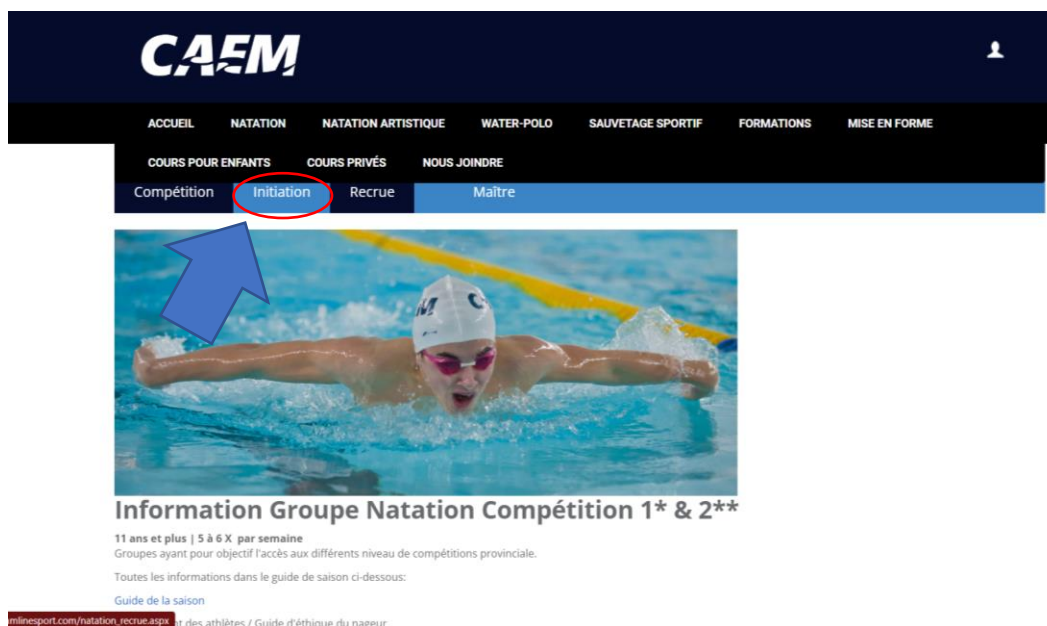 CAEM
ACCUEIL NATATION NATATION ARTISTIQUE WATER-POLO SAUVETAGE SPORTIF FORMATIONS MISE EN FORME
COURS POUR ENFANTS COURS PRIVÉS NOUS JOINDRE
Compétition Initiation Recrue Maître
Information Groupe Natation Compétition 1* & 2**
11 ans et plus | 5 à 6 X par semaine
Groupes ayant pour objectif l'accès aux différents niveau de compétitions provinciale.
Toutes les informations dans le guide de saison ci-dessous:
Guide de la saison
des athlètes / Guide d'éthique du nageur
mlinesport.com/natation_recrue.aspx